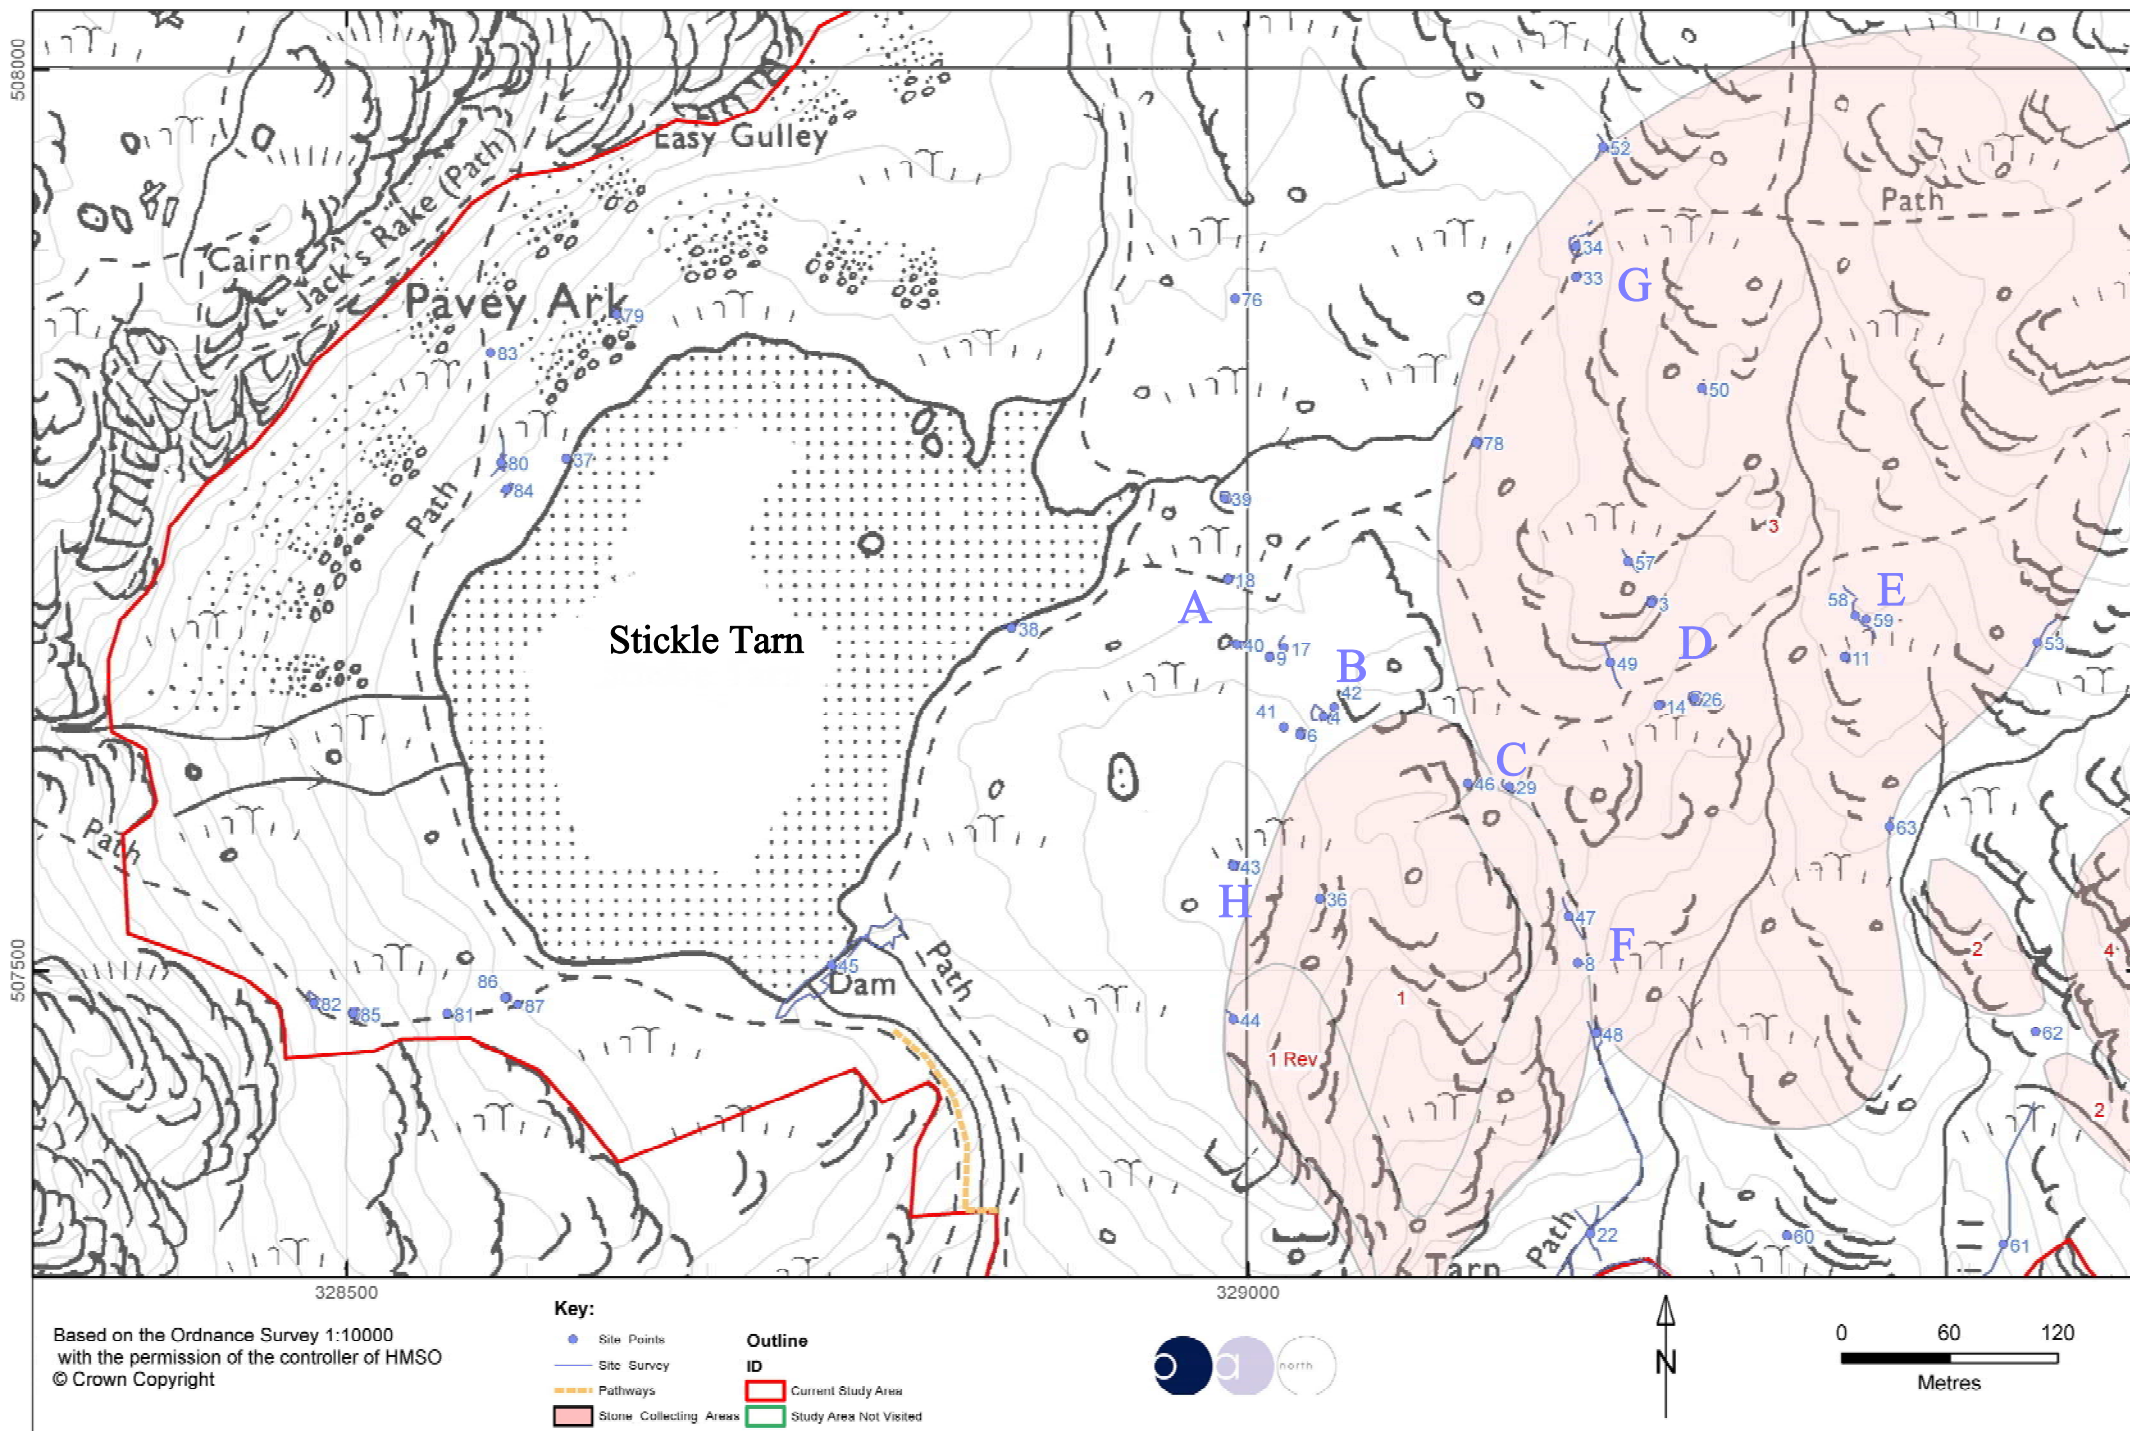 508000
Easy Gulley
52
Path
Jack's Rake (Path)
Cairn
34
33
G
Pavey Ark
79
76
83
50
78
80
37
84
Path
39
3
57
18
A
3
E
58
59
38
Stickle Tarn
40
17
9
B
D
11
53
49
42
41
4
6
14
26
C
46
29
63
Path
43
H
36
47
F
8
2
4
507500
45
Dam
Path
86
87
82
85
81
1
44
48
62
1 Rev
2
Path
22
60
61
Tarn
328500
329000
Key:
Site Points
Site Survey
Pathways
Stone Collecting Areas
Outline
ID
Current Study Area
Study Area Not Visited
Based on the Ordnance Survey 1:10000
with the permission of the controller of HMSO
© Crown Copyright
o a north
N
0 60 120
Metres